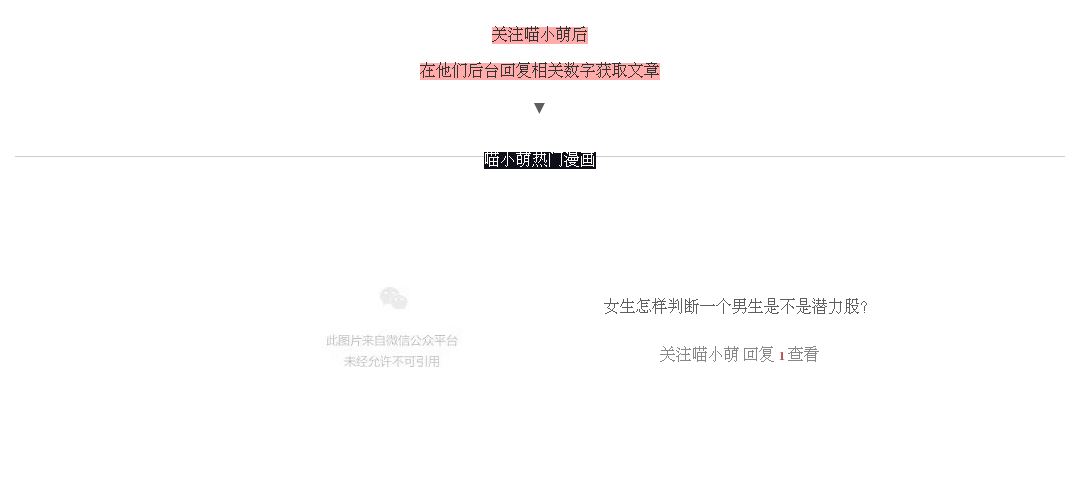 关注喵小萌后
在他们后台回复相关数字获取文章
▼
喵小萌热门漫画
此图片来自微信公众平台
未经允许不可引用
女生怎样判断一个男生是不是潜力股?
关注喵小萌 回复 1 查看